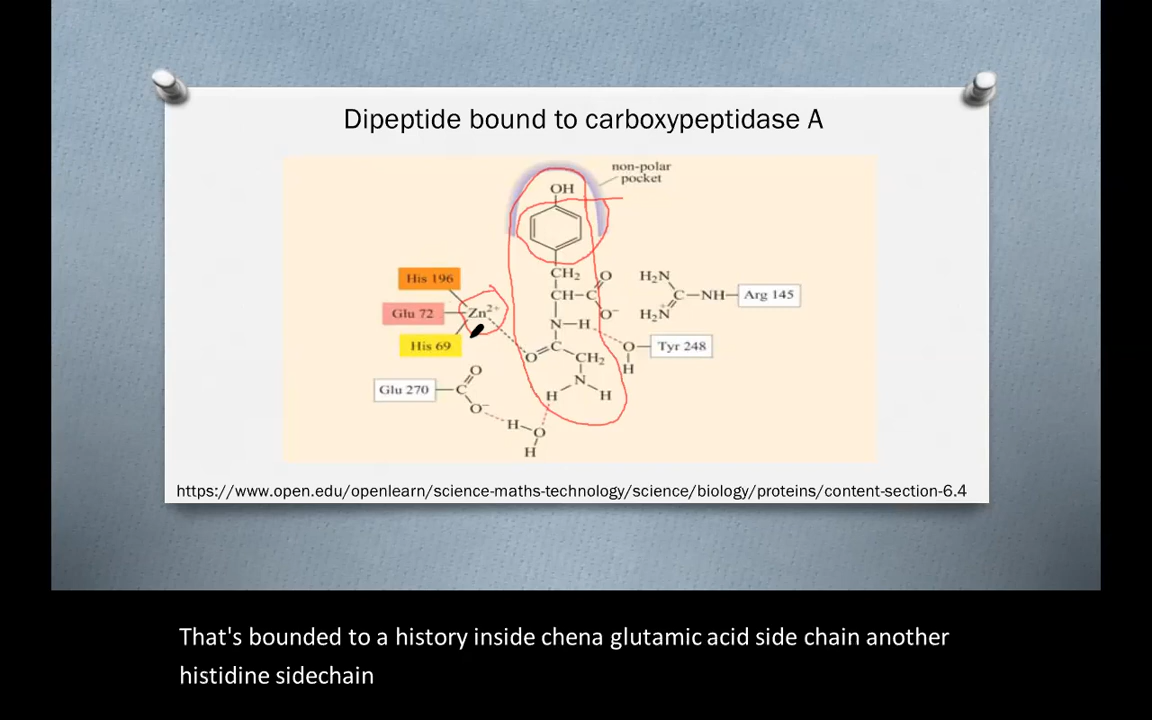 Dipeptide bound to carboxypeptidase A
non-polar
pocket
OH
CH₂
CH–C
O
O⁻
H₂N
H₂N
C–NH–
+
Arg 145
His 196
Glu 72
Zn²⁺
His 69
N–H
O
C
CH₂
O
H
Tyr 248
N
H
H
Glu 270
C
O
O⁻
H
O
H
https://www.open.edu/openlearn/science-maths-technology/science/biology/proteins/content-section-6.4
That's bounded to a history inside chena glutamic acid side chain another
histidine sidechain